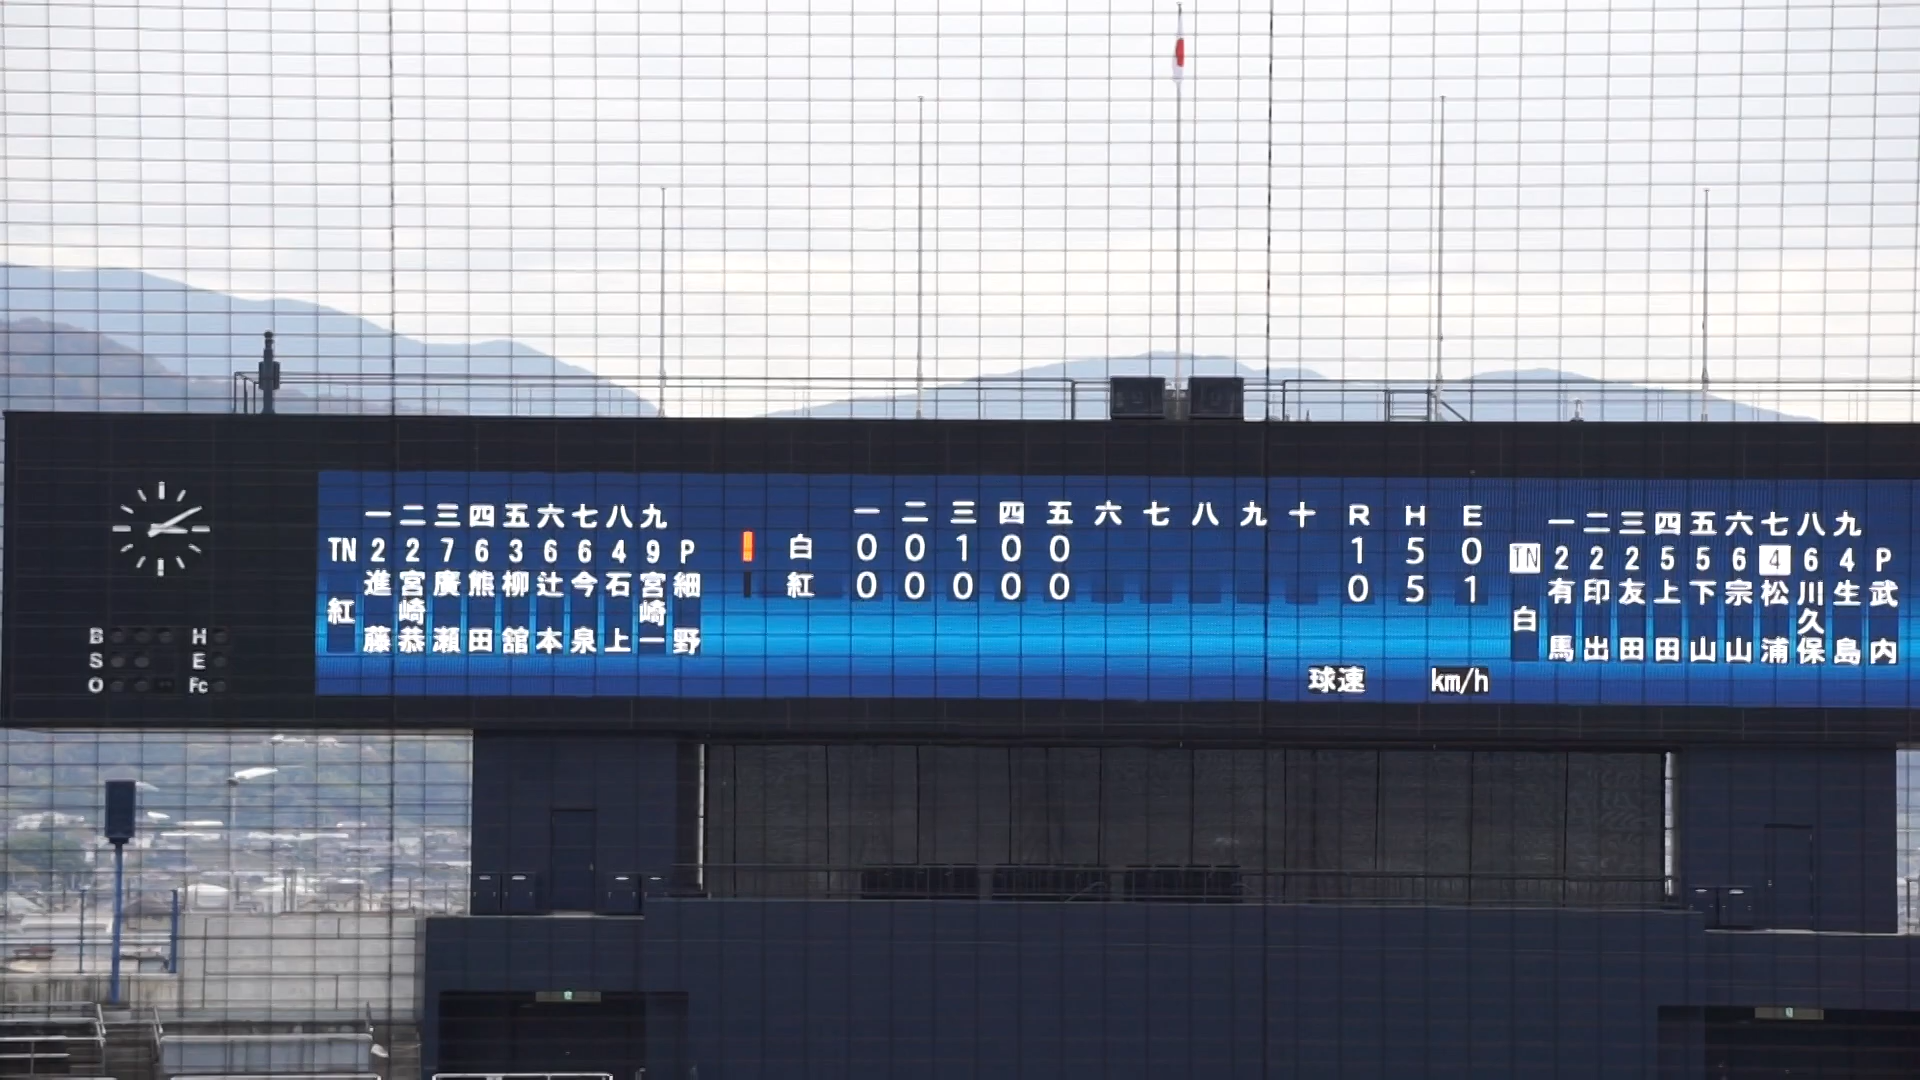 一 二 三 四 五 六 七 八 九
TN 2 2 7 6 3 6 6 4 9 P
紅 進藤 宮崎恭 廣瀬 熊田 柳舘 辻本 今泉 石上 宮崎一 細野
一 二 三 四 五 六 七 八 九 十 R H E
白 0 0 1 0 0 1 5 0
紅 0 0 0 0 0 0 5 1
球速 km/h
一 二 三 四 五 六 七 八 九
TN 2 2 2 5 5 6 4 6 4 P
白 有馬 印出 友田 上田 下山 宗山 松浦 川久保 生島 武内
B H
S E
O Fc